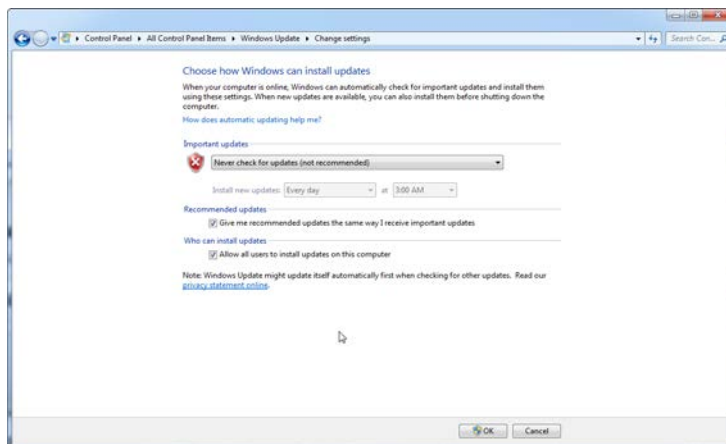 Control Panel ▸ All Control Panel Items ▸ Windows Update ▸ Change settings
Search Con...
Choose how Windows can install updates
When your computer is online, Windows can automatically check for important updates and install them
using these settings. When new updates are available, you can also install them before shutting down the
computer.
How does automatic updating help me?
Important updates
Never check for updates (not recommended)
Install new updates: Every day at 3:00 AM
Recommended updates
Give me recommended updates the same way I receive important updates
Who can install updates
Allow all users to install updates on this computer
Note: Windows Update might update itself automatically first when checking for other updates. Read our
privacy statement online.
OK Cancel